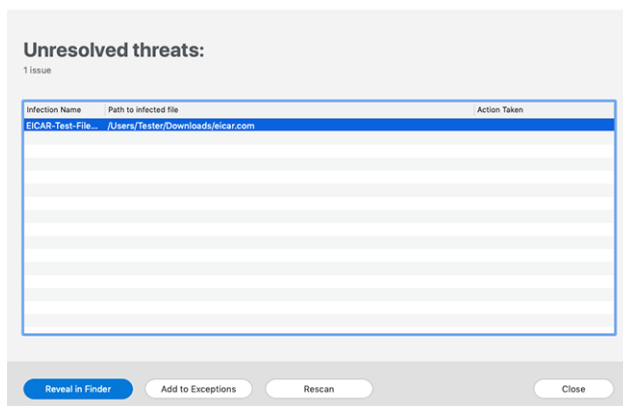 Unresolved threats:
1 issue
Infection Name Path to infected file Action Taken
EICAR-Test-File... /Users/Tester/Downloads/eicar.com
Reveal in Finder Add to Exceptions Rescan Close